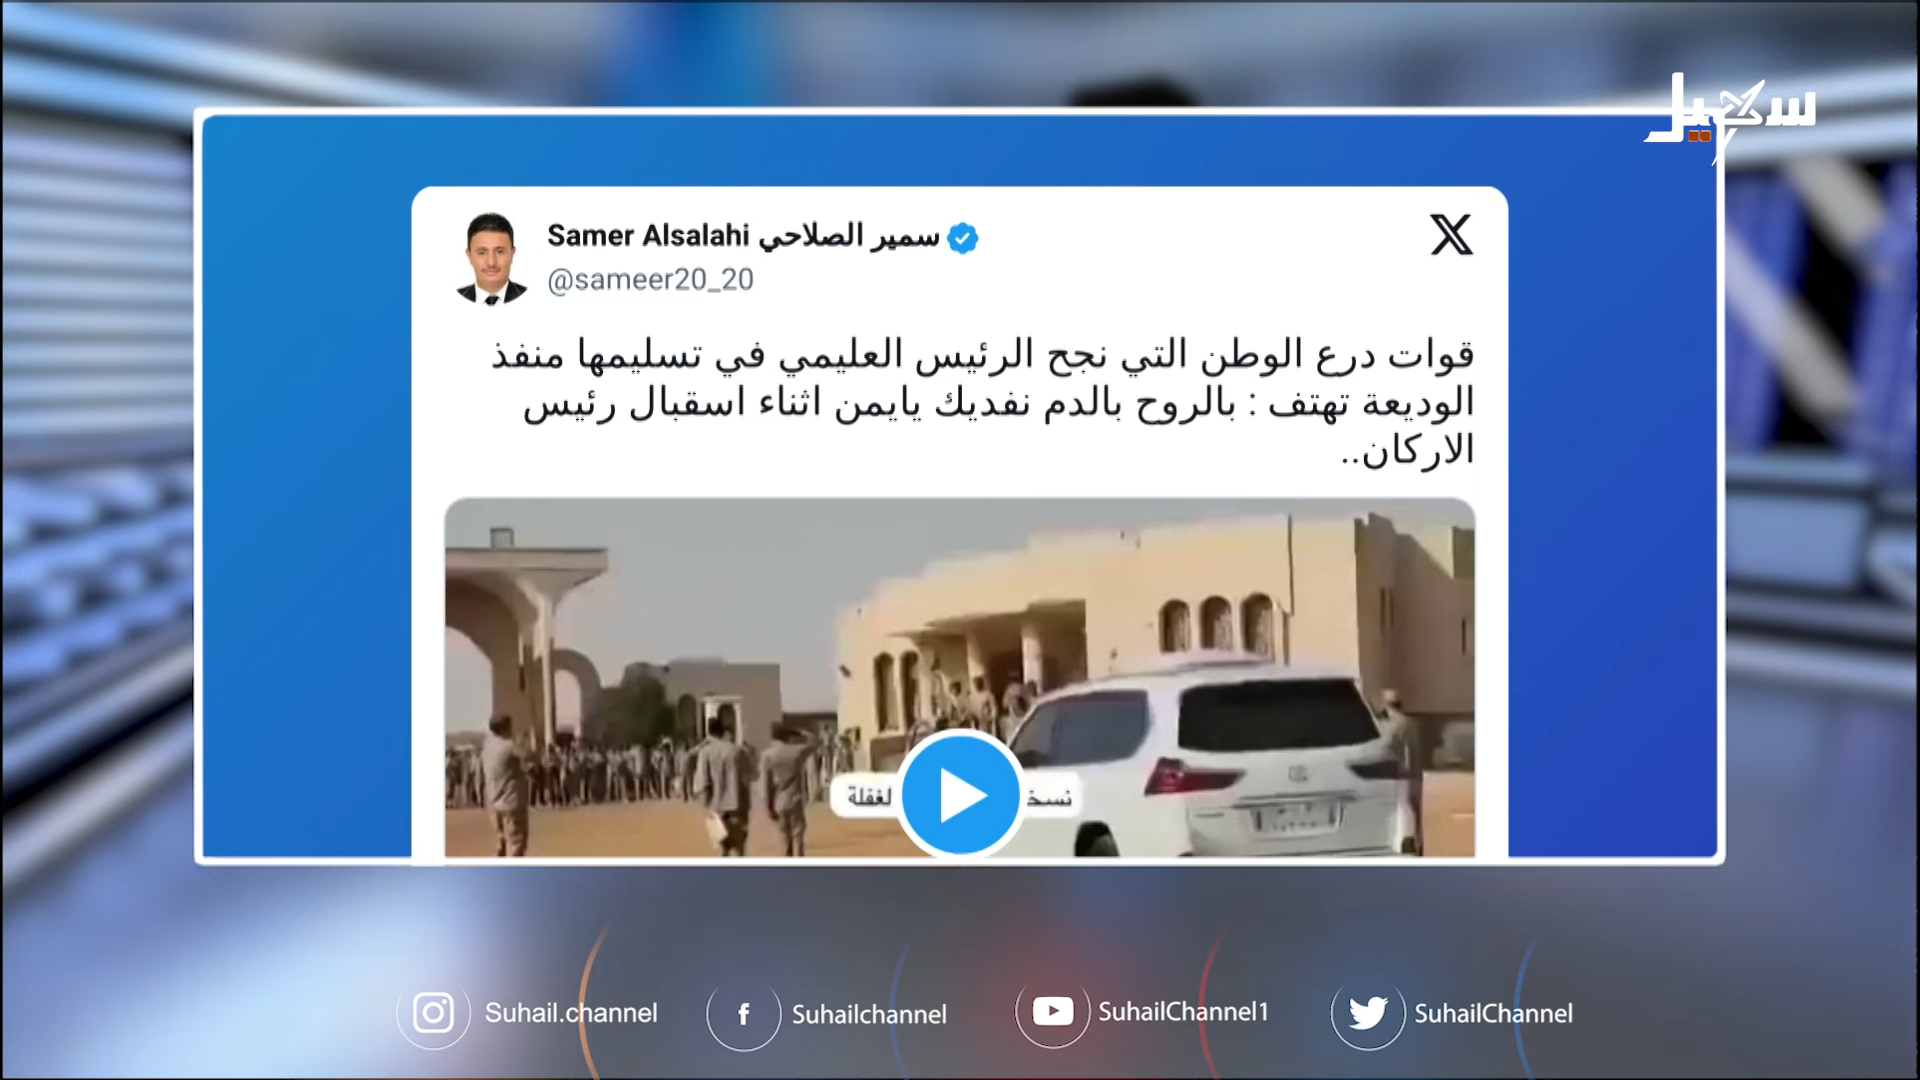 سهيل
Samer Alsalahi سمير الصلاحي
@sameer20_20
قوات درع الوطن التي نجح الرئيس العليمي في تسليمها منفذ
الوديعة تهتف : بالروح بالدم نفديك يايمن اثناء اسقبال رئيس
الاركان..
لغفلة
Suhail.channel
Suhailchannel
SuhailChannel1
SuhailChannel